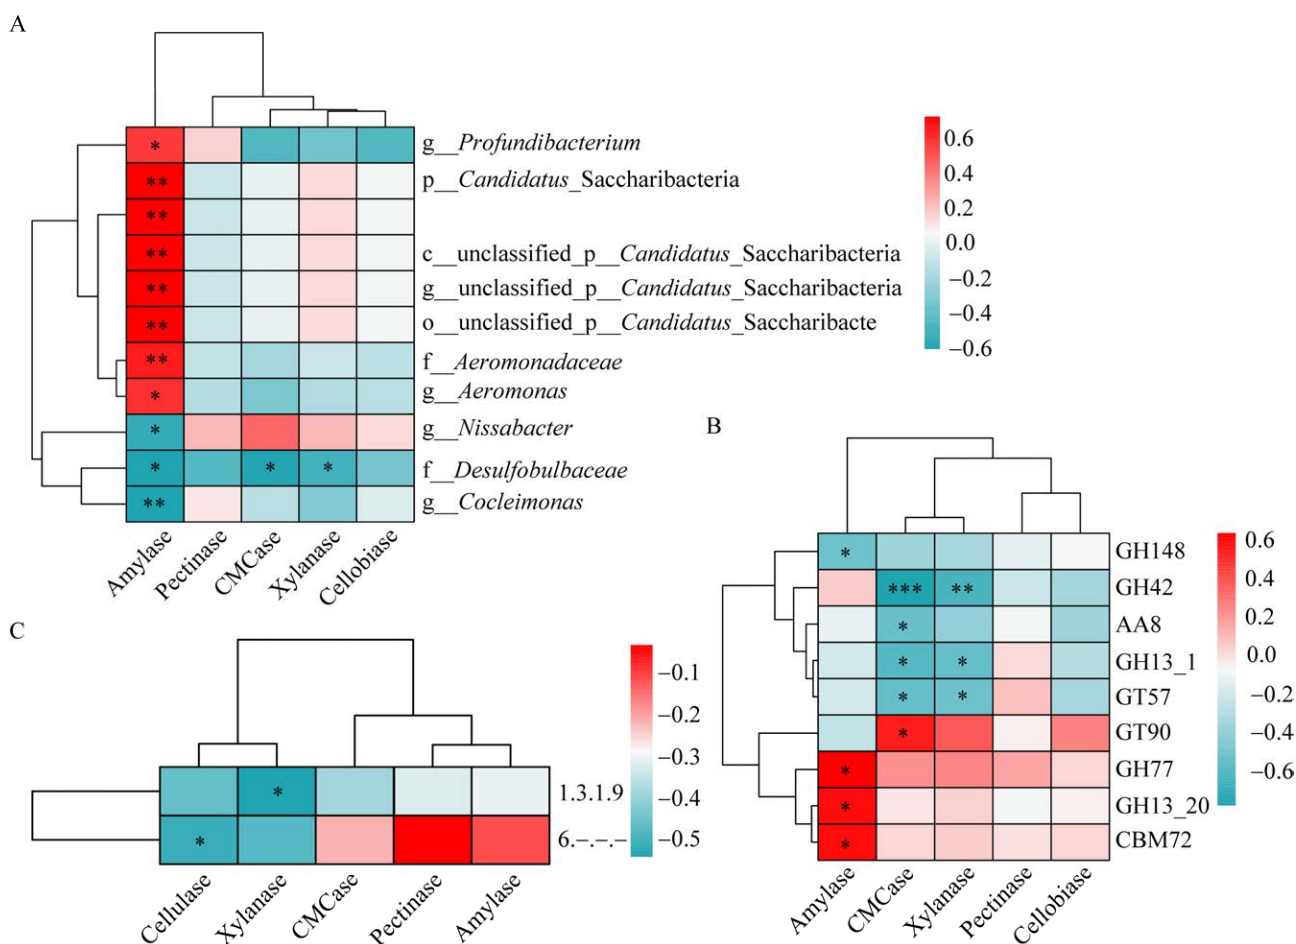 A
*
g__Profundibacterium
**
p__Candidatus_Saccharibacteria
**
**
c__unclassified_p__Candidatus_Saccharibacteria
**
g__unclassified_p__Candidatus_Saccharibacteria
**
o__unclassified_p__Candidatus_Saccharibacte
**
f__Aeromonadaceae
*
g__Aeromonas
*
g__Nissabacter
* * *
f__Desulfobulbaceae
**
g__Cocleimonas
Amylase
Pectinase
CMCase
Xylanase
Cellobiase
0.6
0.4
0.2
0.0
−0.2
−0.4
−0.6
B
*
GH148
*** **
GH42
*
AA8
* *
GH13_1
* *
GT57
*
GT90
*
GH77
*
GH13_20
*
CBM72
Amylase
CMCase
Xylanase
Pectinase
Cellobiase
0.6
0.4
0.2
0.0
−0.2
−0.4
−0.6
C
*
1.3.1.9
*
6.−.−.−
Cellulase
Xylanase
CMCase
Pectinase
Amylase
−0.1
−0.2
−0.3
−0.4
−0.5